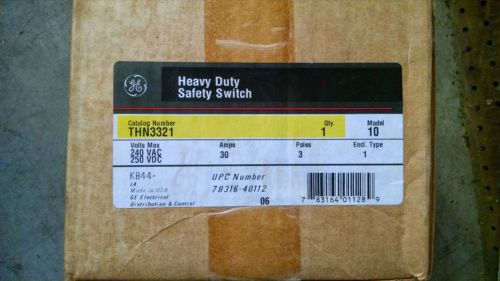 GE
Heavy Duty
Safety Switch
Catalog Number Qty. Model
THN3321 1 10
Volts Max Amps Poles Encl. Type
240 VAC 30 3 1
250 VDC
K844-
14
Made in USA
GE Electrical
Distribution & Control
UPC Number
78316-40112
06
7 83164 01128 9